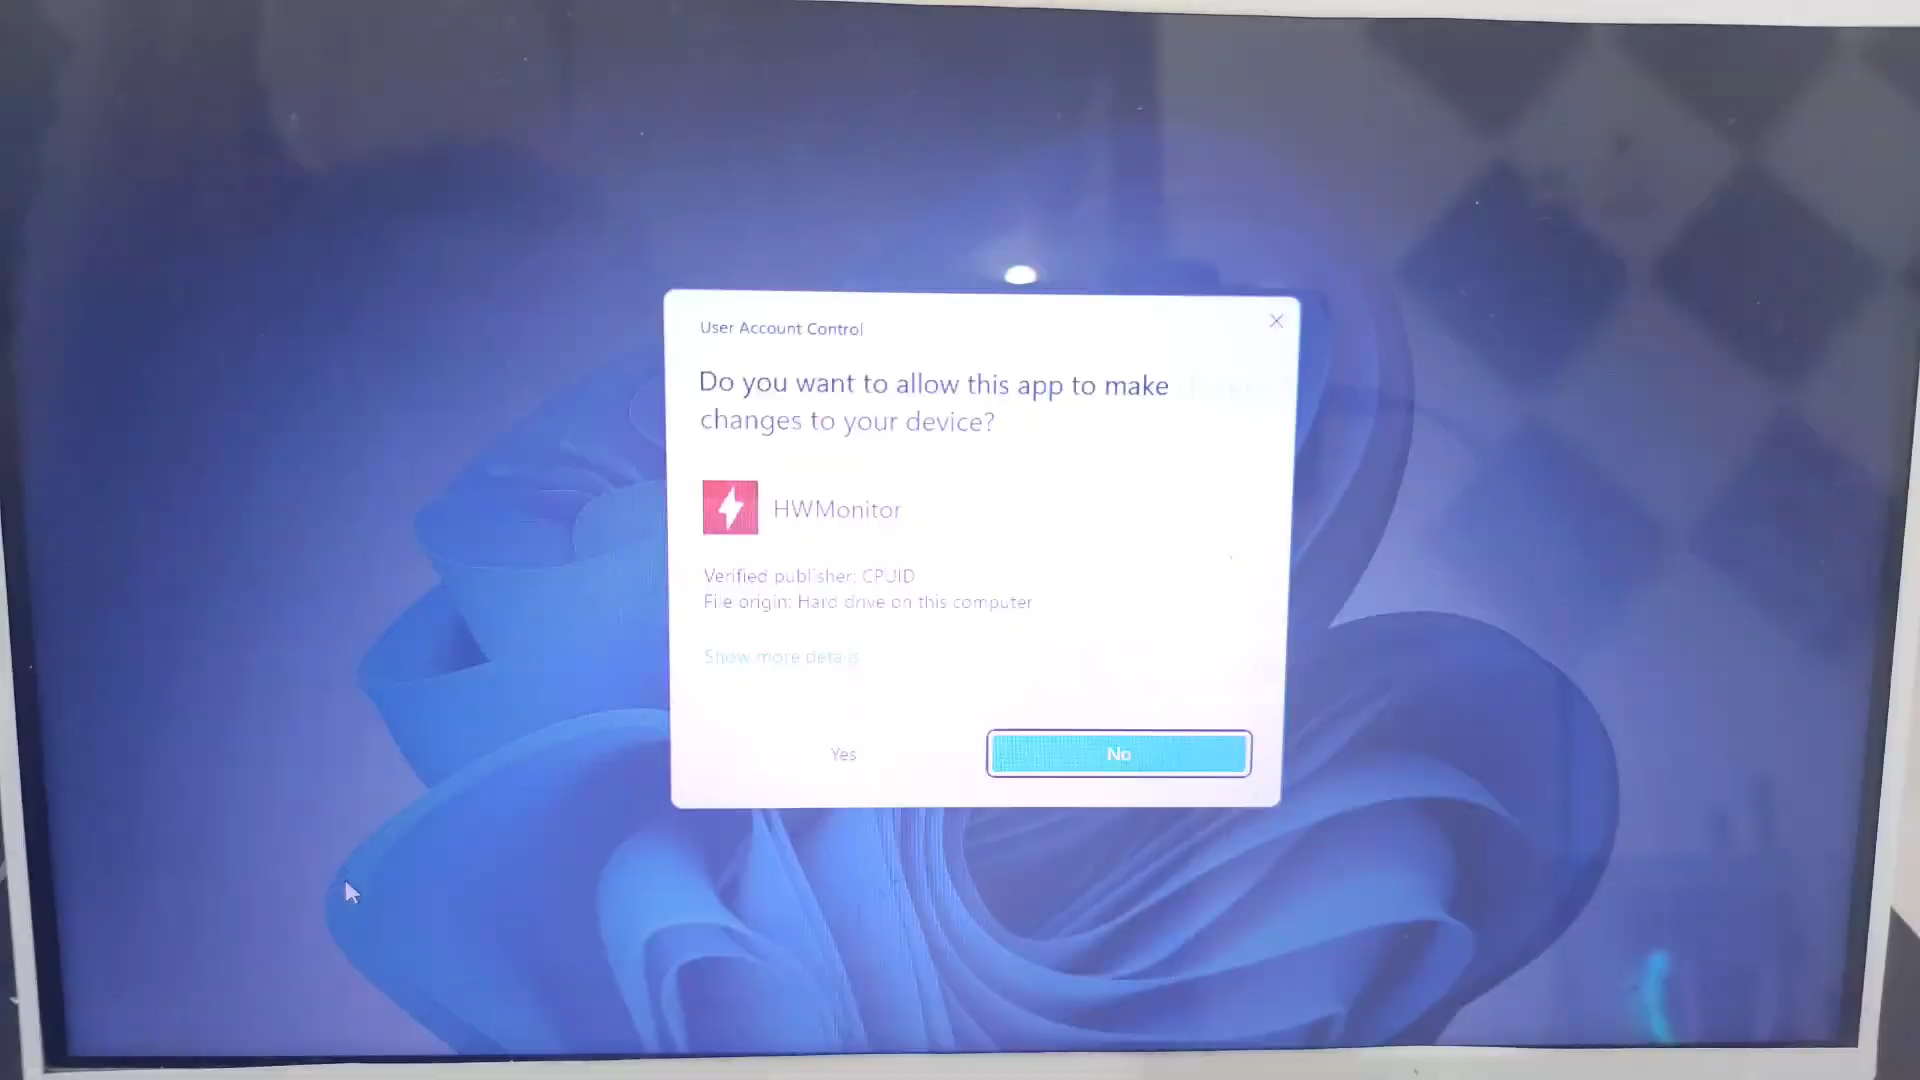 User Account Control
Do you want to allow this app to make
changes to your device?
HWMonitor
Verified publisher: CPUID
File origin: Hard drive on this computer
Show more details
Yes
No